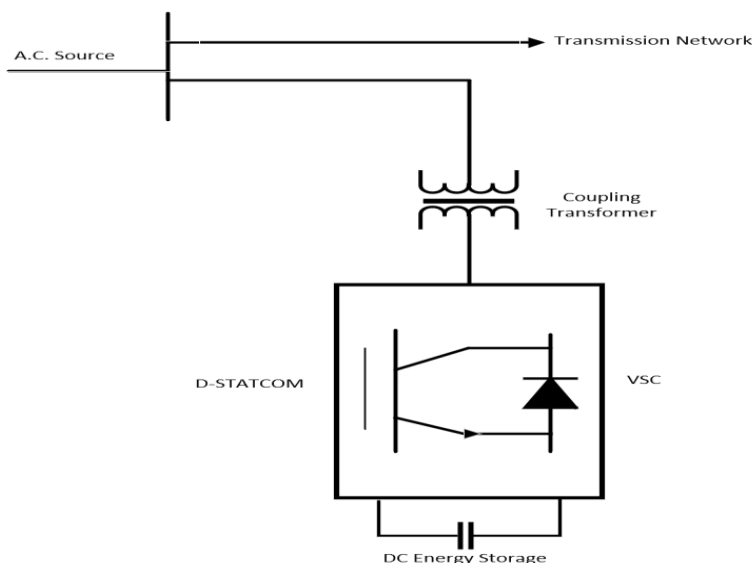 Transmission Network
A.C. Source
Coupling
Transformer
D-STATCOM
VSC
DC Energy Storage